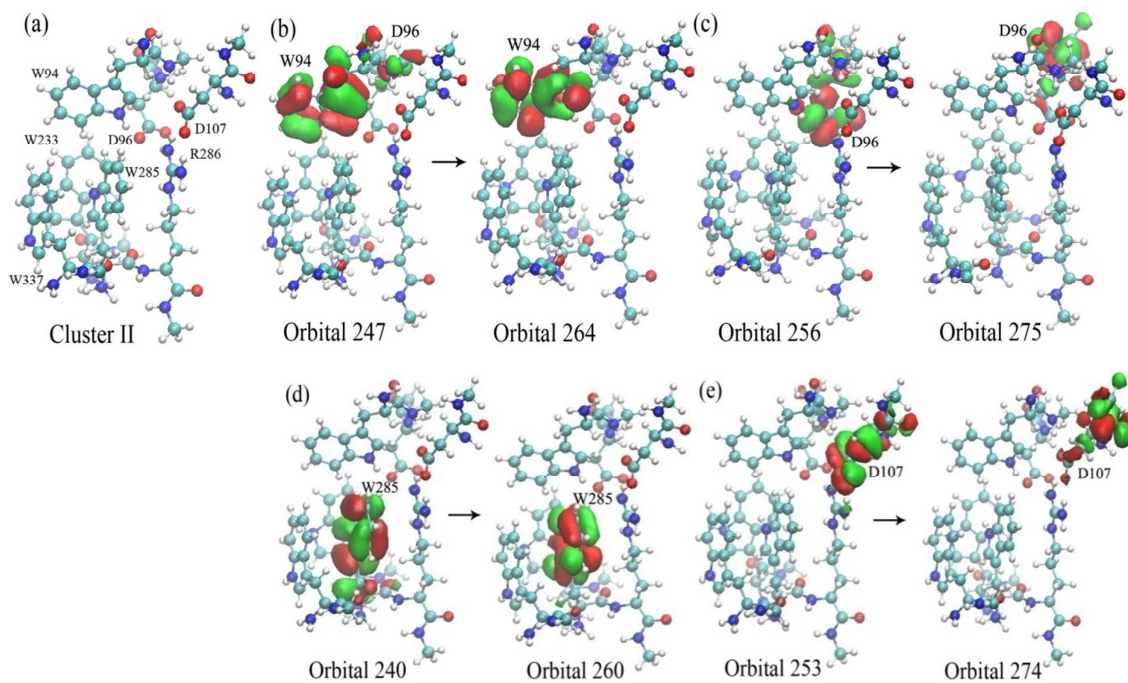 (a)
W94
D107
D96
W233
R286
W285
W337
Cluster II
(b)
D96
W94
Orbital 247
W94
Orbital 264
(c)
D96
Orbital 256
D96
Orbital 275
(d)
W285
Orbital 240
W285
Orbital 260
(e)
D107
Orbital 253
D107
Orbital 274